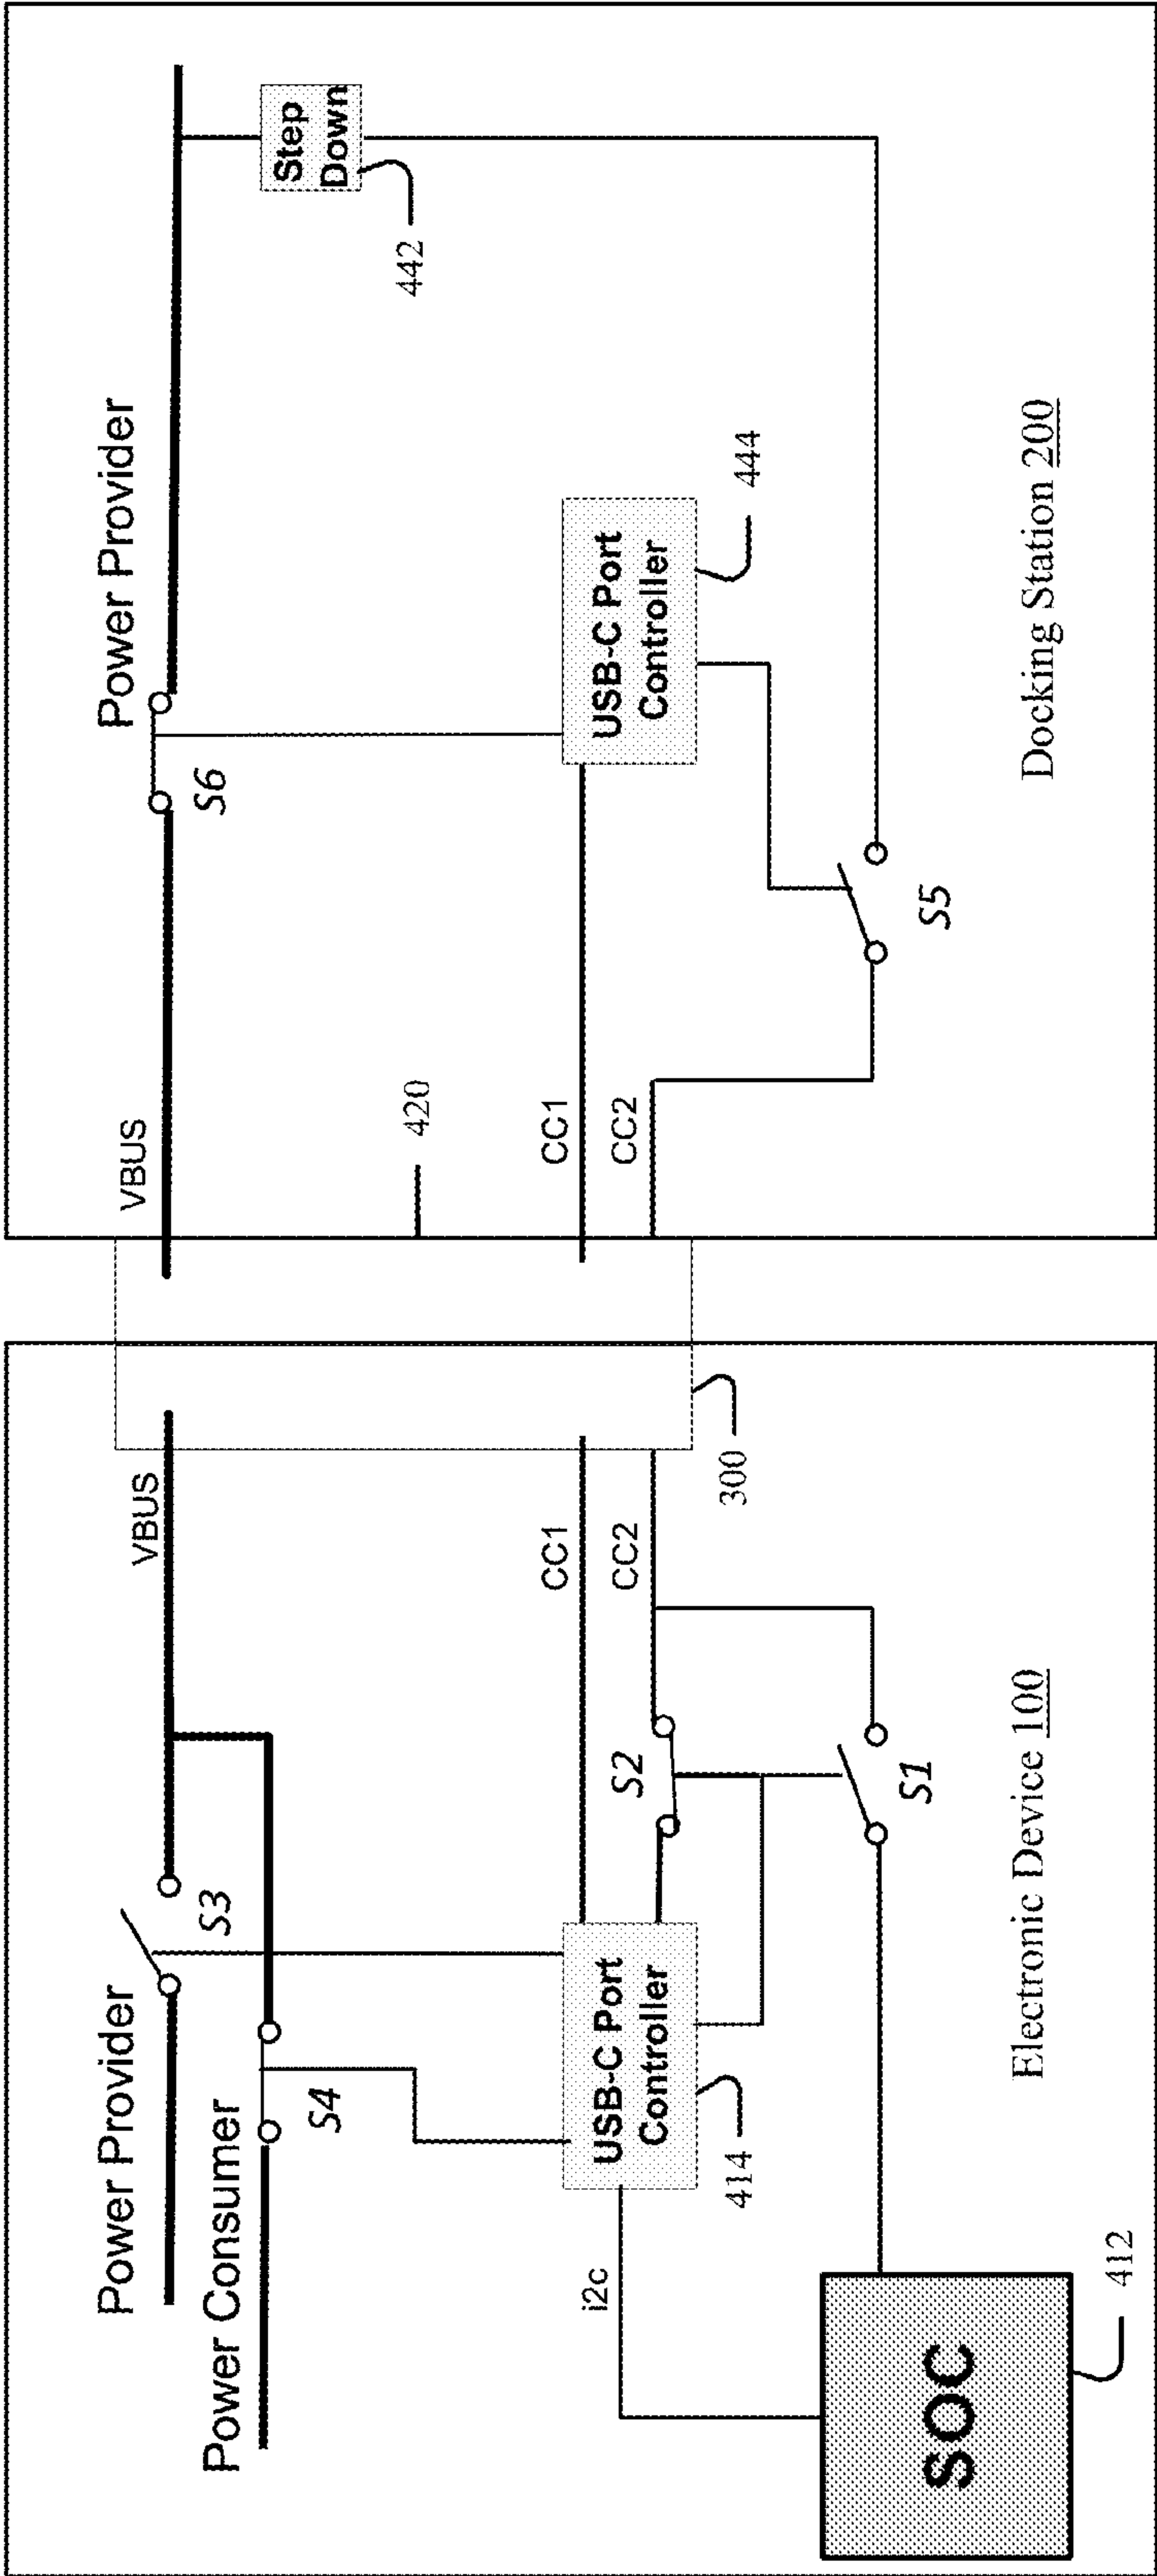 Power Provider
Power Consumer
S3
S4
VBUS
i2c
USB-C Port
Controller
414
S2
CC1
CC2
S1
300
SOC
412
Electronic Device 100
VBUS
420
S6
Power Provider
CC1
CC2
USB-C Port
Controller
444
S5
Step
Down
442
Docking Station 200